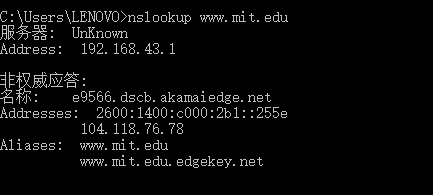 C:\Users\LENOVO>nslookup www.mit.edu
服务器:  UnKnown
Address:  192.168.43.1
非权威应答:
名称:    e9566.dscb.akamaiedge.net
Addresses:  2600:1400:c000:2b1::255e
104.118.76.78
Aliases:  www.mit.edu
www.mit.edu.edgekey.net